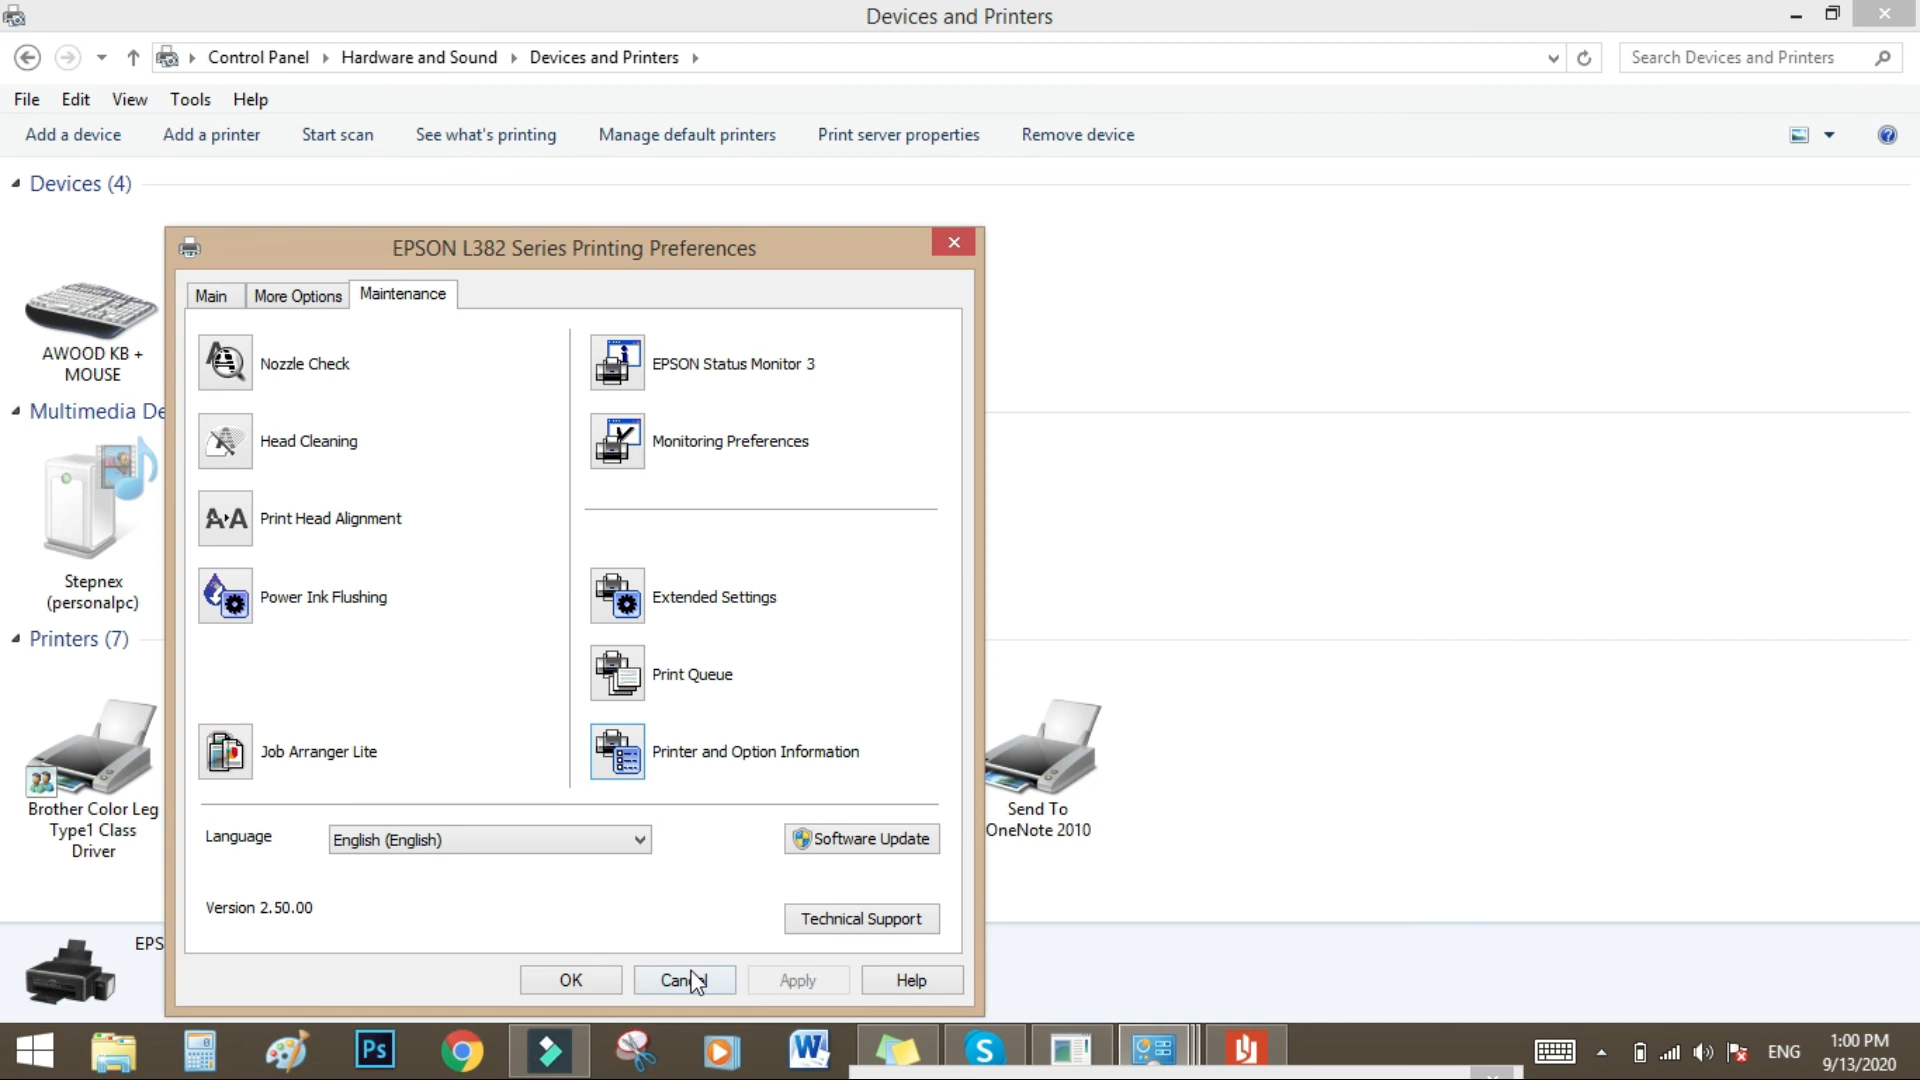 Devices and Printers
Control Panel
Hardware and Sound
Devices and Printers
Search Devices and Printers
File Edit View Tools Help
Add a device
Add a printer
Start scan
See what's printing
Manage default printers
Print server properties
Remove device
Devices (4)
AWOOD KB +
MOUSE
Multimedia De
Stepnex
(personalpc)
Printers (7)
Brother Color Leg
Type1 Class
Driver
Send To
OneNote 2010
EPS
EPSON L382 Series Printing Preferences
Main
More Options
Maintenance
Nozzle Check
Head Cleaning
Print Head Alignment
Power Ink Flushing
Job Arranger Lite
EPSON Status Monitor 3
Monitoring Preferences
Extended Settings
Print Queue
Printer and Option Information
Language
English (English)
Software Update
Version 2.50.00
Technical Support
OK
Cancel
Apply
Help
Ps
ENG
1:00 PM
9/13/2020